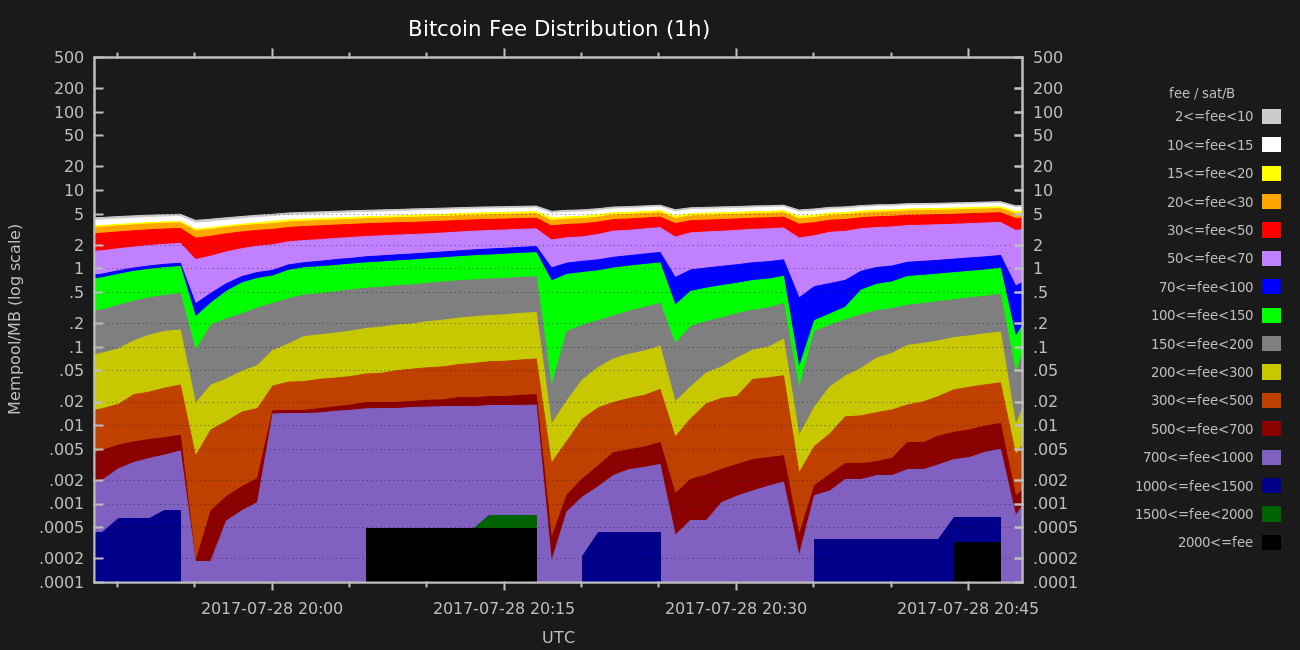 Bitcoin Fee Distribution (1h)
500 500
200 200
100 100
50 50
20 20
10 10
5 5
2 2
1 1
.5 .5
.2 .2
.1 .1
.05 .05
.02 .02
.01 .01
.005 .005
.002 .002
.001 .001
.0005 .0005
.0002 .0002
.0001 .0001
Mempool/MB (log scale)
2017-07-28 20:00 2017-07-28 20:15 2017-07-28 20:30 2017-07-28 20:45
UTC
fee / sat/B
2<=fee<10
10<=fee<15
15<=fee<20
20<=fee<30
30<=fee<50
50<=fee<70
70<=fee<100
100<=fee<150
150<=fee<200
200<=fee<300
300<=fee<500
500<=fee<700
700<=fee<1000
1000<=fee<1500
1500<=fee<2000
2000<=fee